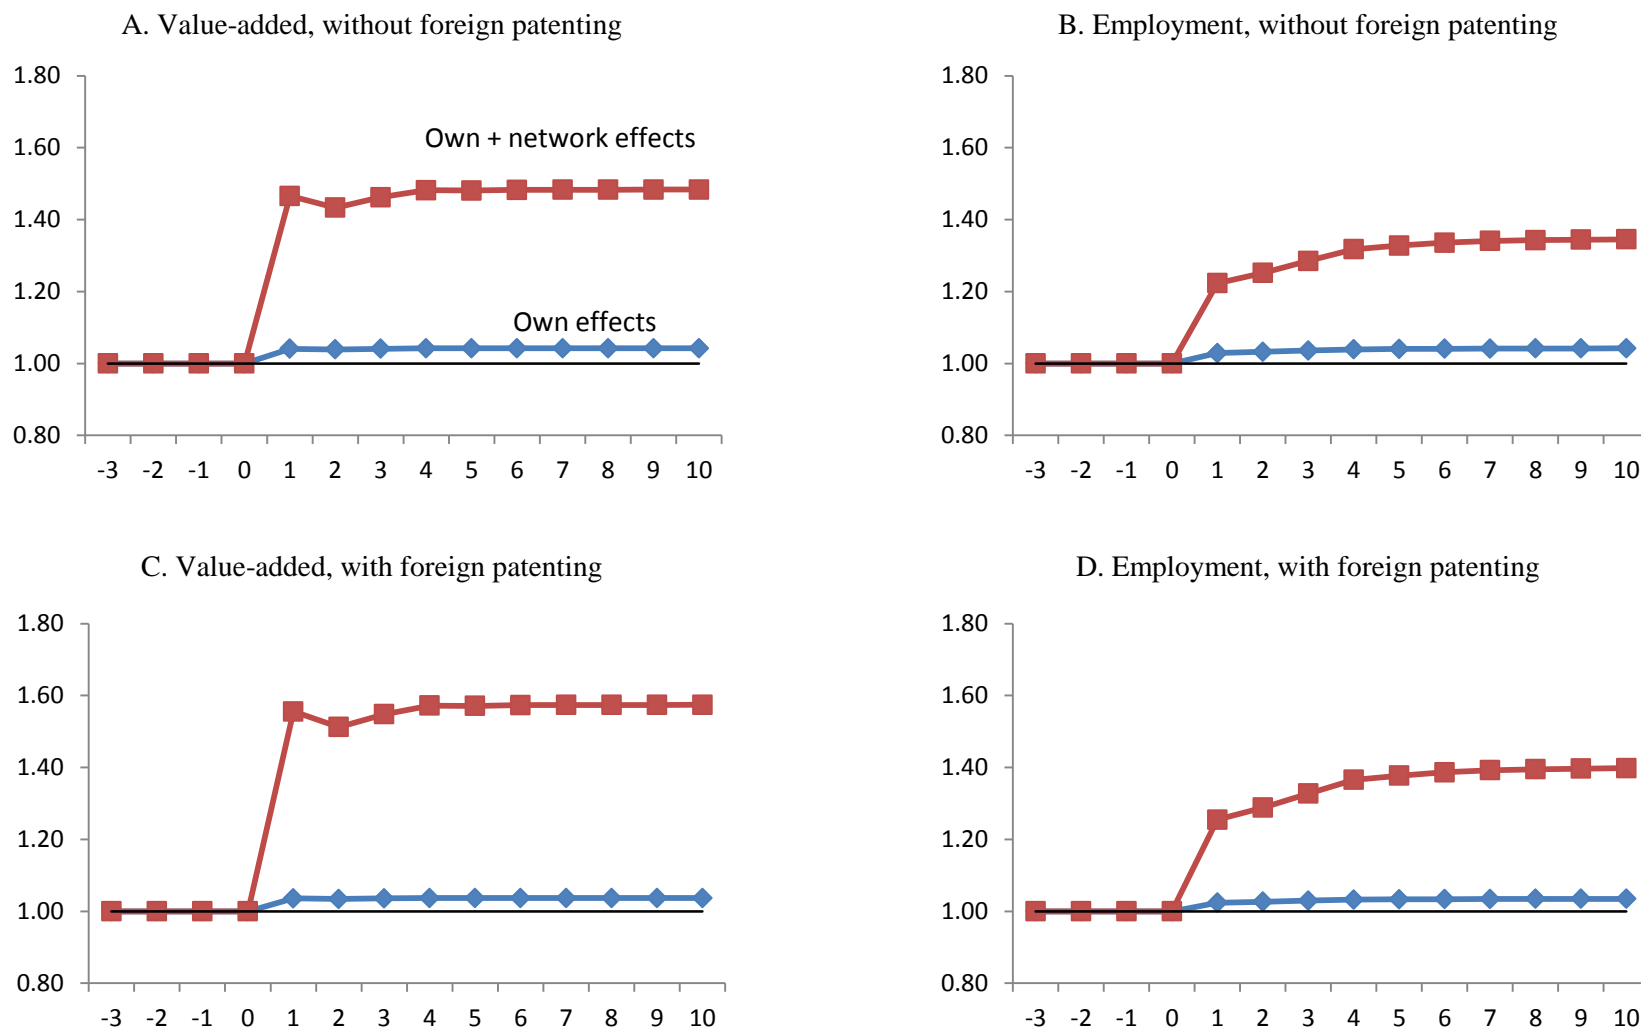 A. Value-added, without foreign patenting
1.80
1.60
1.40
1.20
1.00
0.80
Own + network effects
Own effects
-3 -2 -1 0 1 2 3 4 5 6 7 8 9 10
B. Employment, without foreign patenting
1.80
1.60
1.40
1.20
1.00
0.80
-3 -2 -1 0 1 2 3 4 5 6 7 8 9 10
C. Value-added, with foreign patenting
1.80
1.60
1.40
1.20
1.00
0.80
-3 -2 -1 0 1 2 3 4 5 6 7 8 9 10
D. Employment, with foreign patenting
1.80
1.60
1.40
1.20
1.00
0.80
-3 -2 -1 0 1 2 3 4 5 6 7 8 9 10